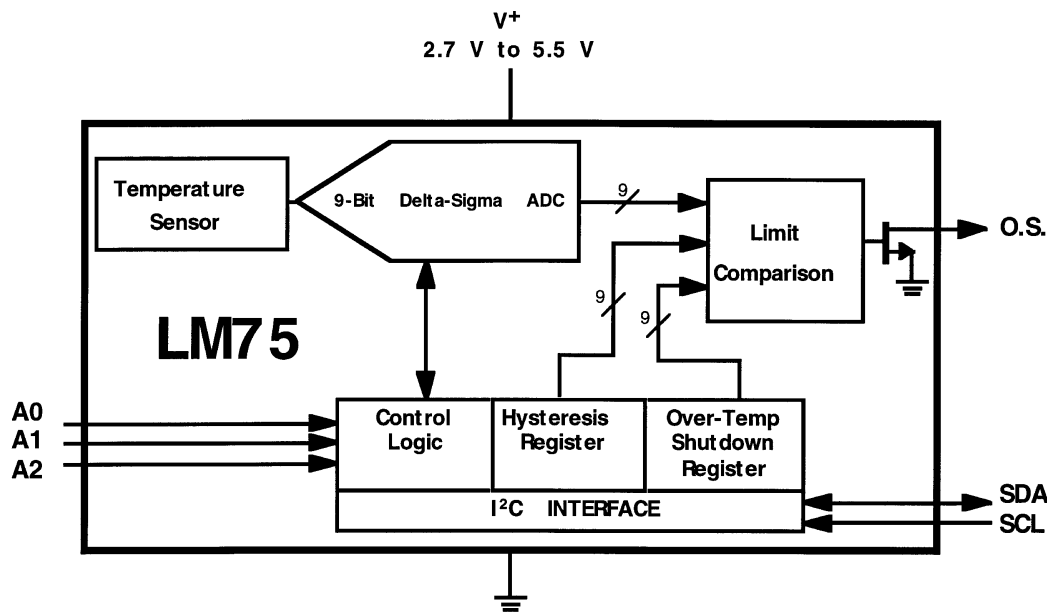 V+
2.7 V to 5.5 V
Temperature
Sensor
9-Bit Delta-Sigma ADC
9
Limit
Comparison
O.S.
9
9
LM75
A0
A1
A2
Control
Logic
Hysteresis
Register
Over-Temp
Shutdown
Register
I²C INTERFACE
SDA
SCL